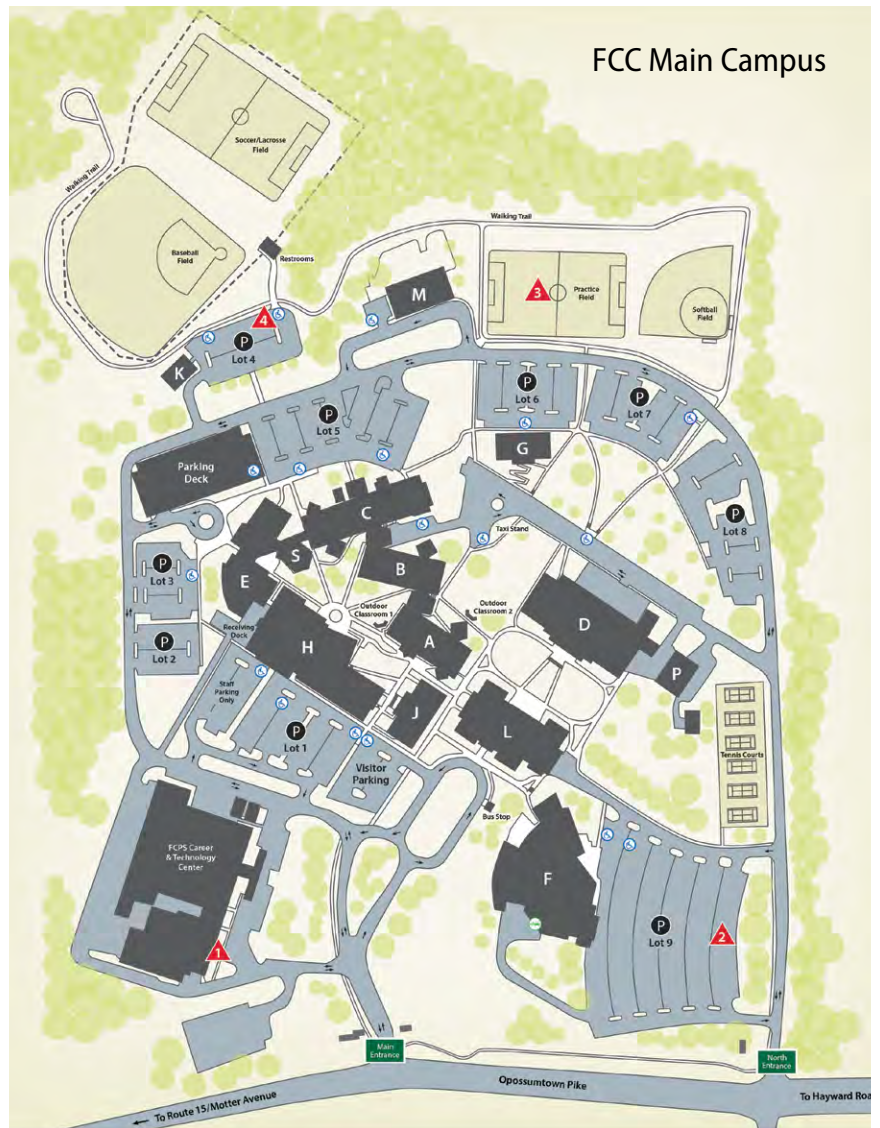 FCC Main Campus
Soccer/Lacrosse
Field
Walking Trail
Walking Trail
Baseball
Field
Restrooms
M
3
Practice
Field
Softball
Field
4
P
Lot 4
K
P
Lot 5
P
Lot 6
P
Lot 7
G
Parking
Deck
C
Taxi Stand
P
Lot 8
S
B
P
Lot 3
E
Outdoor
Classroom 1
Outdoor
Classroom 2
D
Receiving
Dock
H
A
P
Lot 2
P
Staff
Parking
Only
J
L
P
Lot 1
Visitor
Parking
Tennis Courts
Bus Stop
FCPS Career
& Technology
Center
F
P
Lot 9
2
1
Main
Entrance
North
Entrance
Opossumtown Pike
To Route 15/Motter Avenue
To Hayward Roa